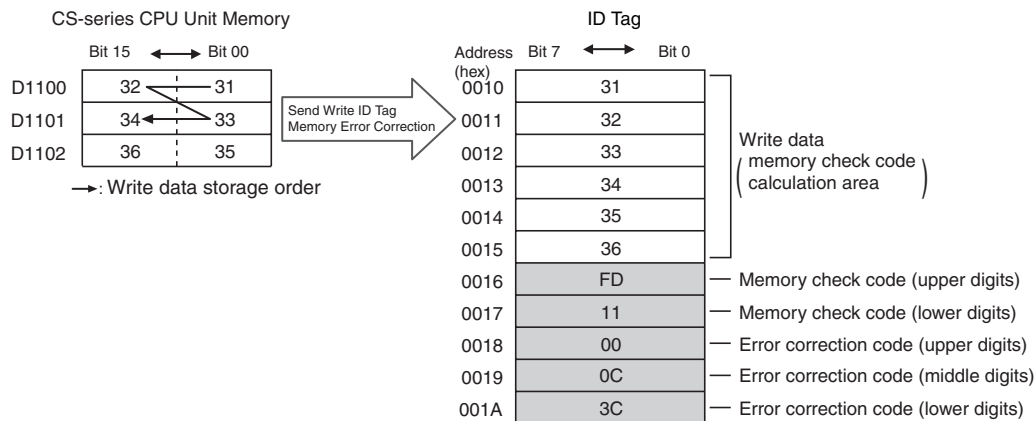 CS-series CPU Unit Memory
Bit 15 Bit 00
D1100 32 31
D1101 34 33
D1102 36 35
: Write data storage order
Send Write ID Tag
Memory Error Correction
ID Tag
Address
(hex)
Bit 7 Bit 0
0010 31
0011 32
0012 33
0013 34
0014 35
0015 36
Write data
( memory check code
calculation area )
0016 FD Memory check code (upper digits)
0017 11 Memory check code (lower digits)
0018 00 Error correction code (upper digits)
0019 0C Error correction code (middle digits)
001A 3C Error correction code (lower digits)